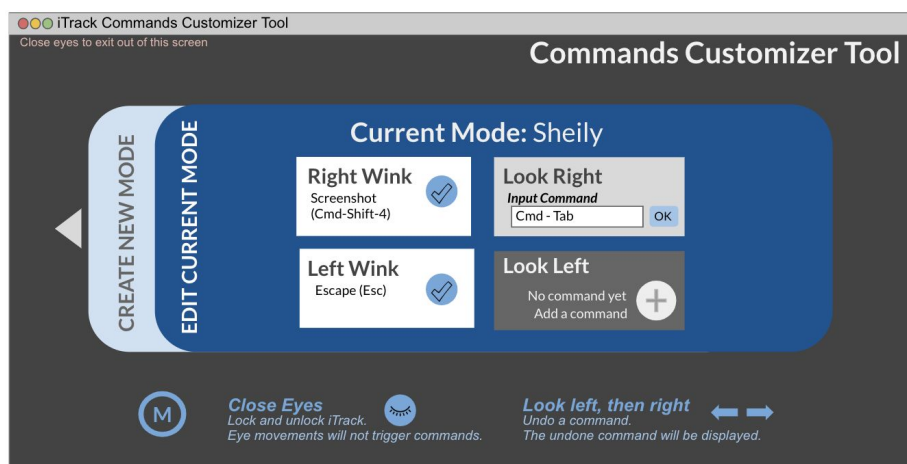 iTrack Commands Customizer Tool
Close eyes to exit out of this screen
Commands Customizer Tool
CREATE NEW MODE
EDIT CURRENT MODE
Current Mode: Sheily
Right Wink
Screenshot
(Cmd-Shift-4)
Look Right
Input Command
Cmd - Tab
OK
Left Wink
Escape (Esc)
Look Left
No command yet
Add a command
M
Close Eyes
Lock and unlock iTrack.
Eye movements will not trigger commands.
Look left, then right
Undo a command.
The undone command will be displayed.